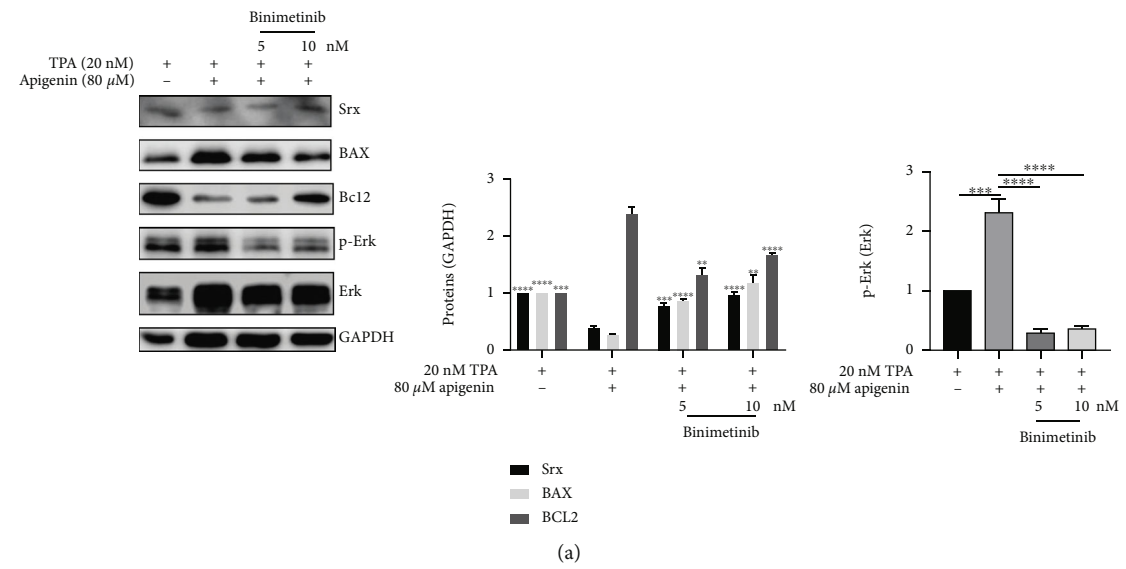 Binimetinib
5 10 nM
TPA (20 nM) + + + +
Apigenin (80 μM) – + + +
Srx
BAX
Bc12
p-Erk
Erk
GAPDH
Proteins (GAPDH)
3
2
1
0
**** **** ***
*** **** **
**** ** ****
20 nM TPA + + + +
80 μM apigenin – + + +
5 10 nM
Binimetinib
Srx
BAX
BCL2
p-Erk (Erk)
3
2
1
0
****
*** ****
20 nM TPA + + + +
80 μM apigenin – + + +
5 10 nM
Binimetinib
(a)